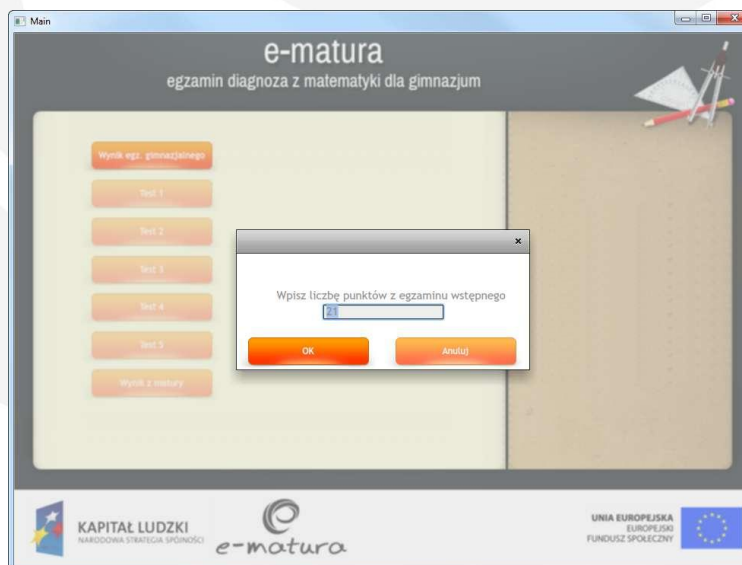 Main
e-matura
egzamin diagnoza z matematyki dla gimnazjum
Wynik egz. gimnazjalnego
Test 1
Test 2
Test 3
Test 4
Test 5
Wynik z matury
Wpisz liczbę punktów z egzaminu wstępnego
21
OK
Anuluj
KAPITAŁ LUDZKI
NARODOWA STRATEGIA SPÓJNOŚCI
e-matura
UNIA EUROPEJSKA
EUROPEJSKI
FUNDUSZ SPOŁECZNY